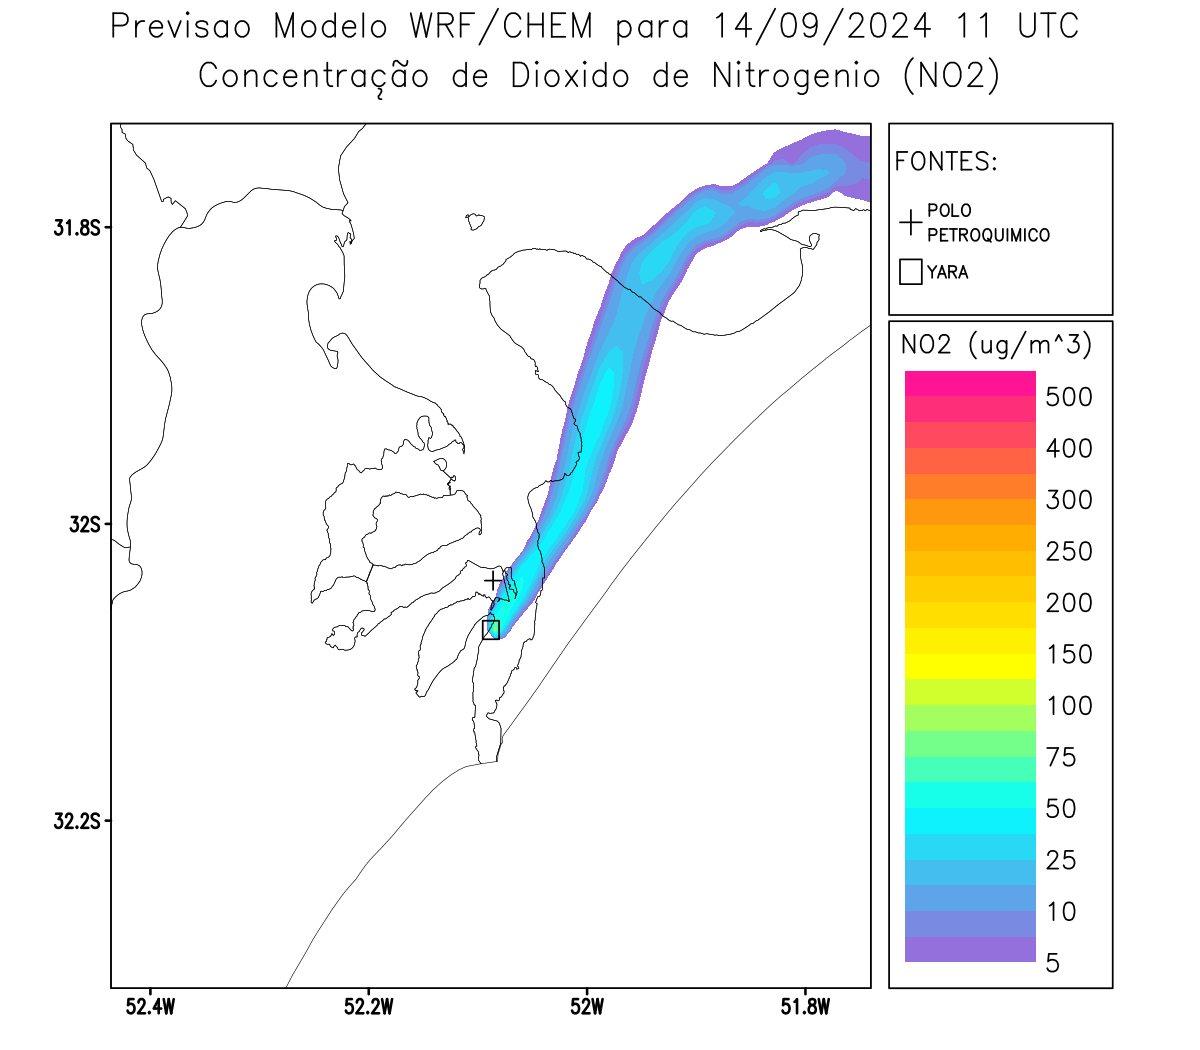 Previsao Modelo WRF/CHEM para 14/09/2024 11 UTC
Concentração de Dioxido de Nitrogenio (NO2)
FONTES:
POLO
PETROQUIMICO
YARA
31.8S
32S
32.2S
52.4W
52.2W
52W
51.8W
NO2 (ug/m^3)
500
400
300
250
200
150
100
75
50
25
10
5